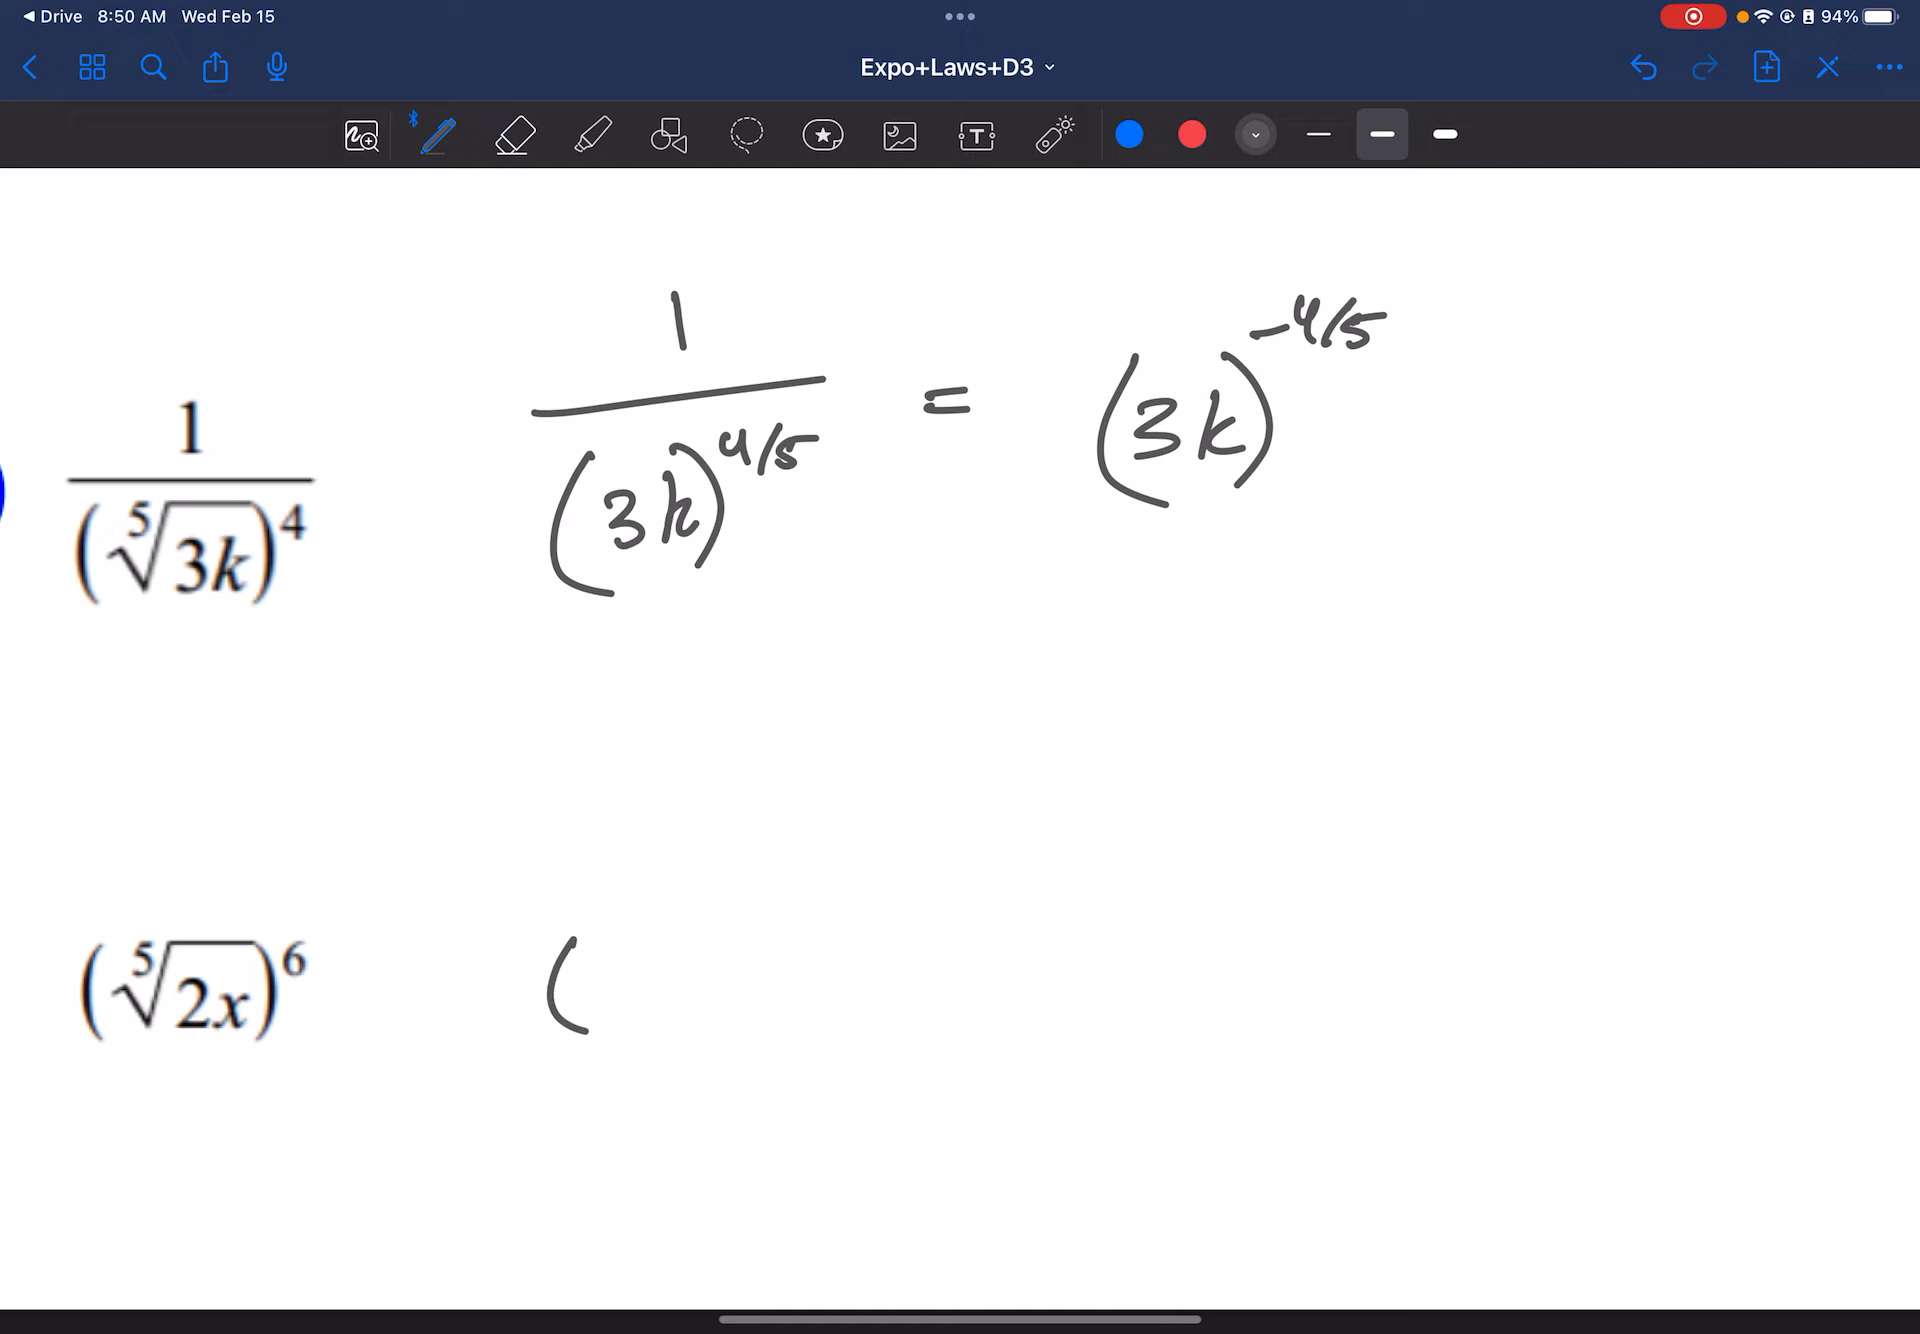 Drive 8:50 AM Wed Feb 15 94%
Expo+Laws+D3
T
1/(⁵√3k)⁴ 1/(3k)^4/5 = (3k)^-4/5
(⁵√2x)⁶ (